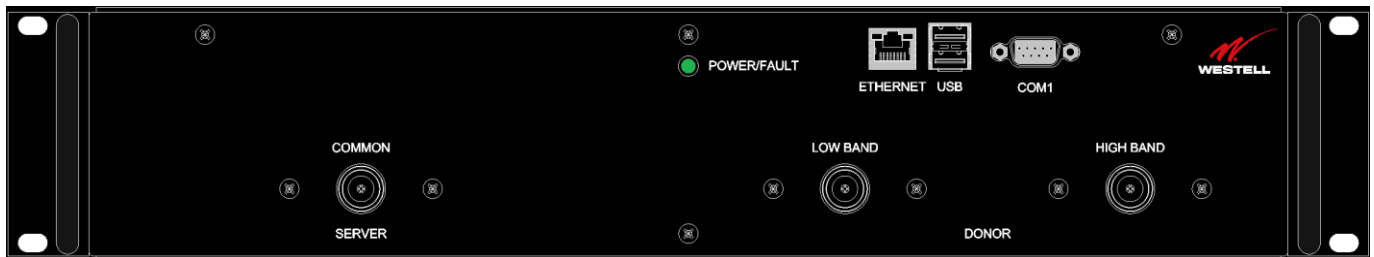 POWER/FAULT
ETHERNET USB
COM1
WESTELL
COMMON
LOW BAND
HIGH BAND
SERVER
DONOR